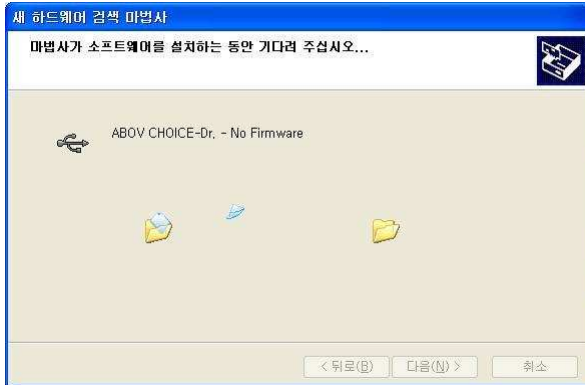 새 하드웨어 검색 마법사
마법사가 소프트웨어를 설치하는 동안 기다려 주십시오...
ABOV CHOICE-Dr. - No Firmware
< 뒤로(B)
다음(N) >
취소